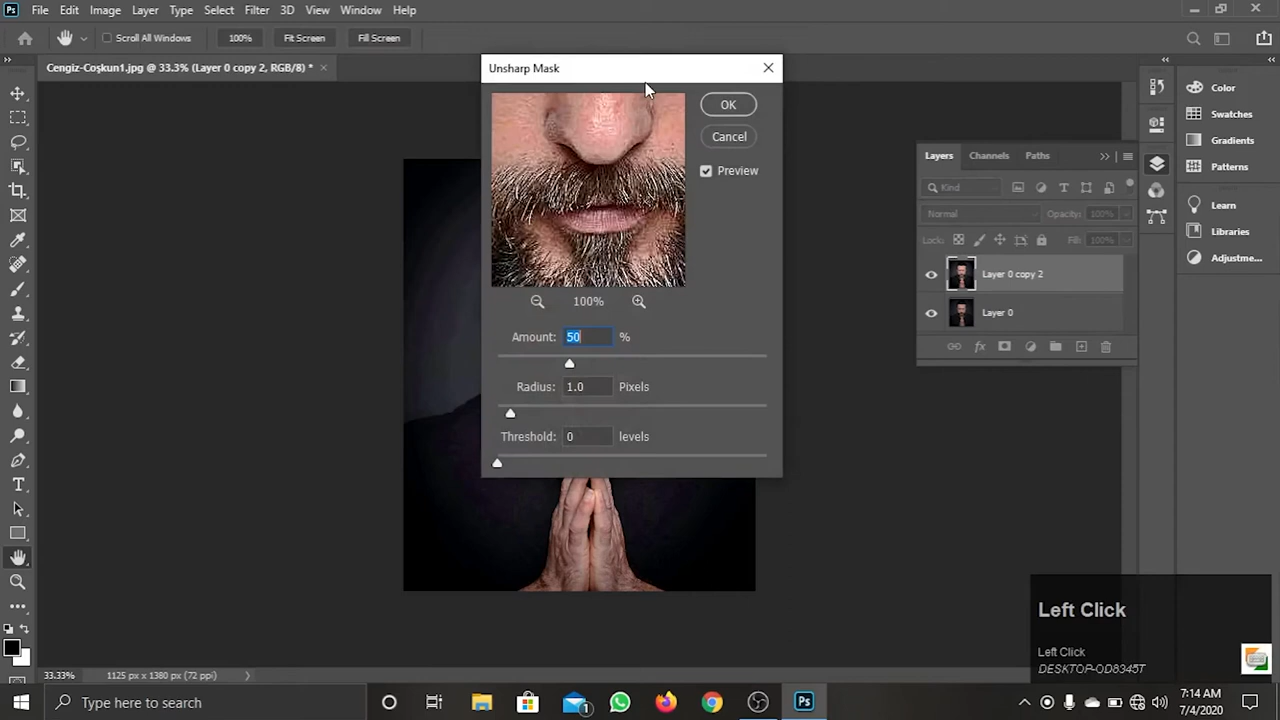 Ps File Edit Image Layer Type Select Filter 3D View Window Help
Scroll All Windows 100% Fit Screen Fill Screen
Cengiz-Coşkun1.jpg @ 33.3% (Layer 0 copy 2, RGB/8) *
Unsharp Mask
OK
Cancel
Preview
100%
Amount: 50 %
Radius: 1.0 Pixels
Threshold: 0 levels
Layers Channels Paths
Kind
Normal Opacity: 100%
Lock: Fill: 100%
Layer 0 copy 2
Layer 0
fx
Color
Swatches
Gradients
Patterns
Learn
Libraries
Adjustme...
Left Click
Left Click
DESKTOP-OD8345T
33.33% 1125 px x 1380 px (72 ppi)
Type here to search
1
Ps
7:14 AM
7/4/2020